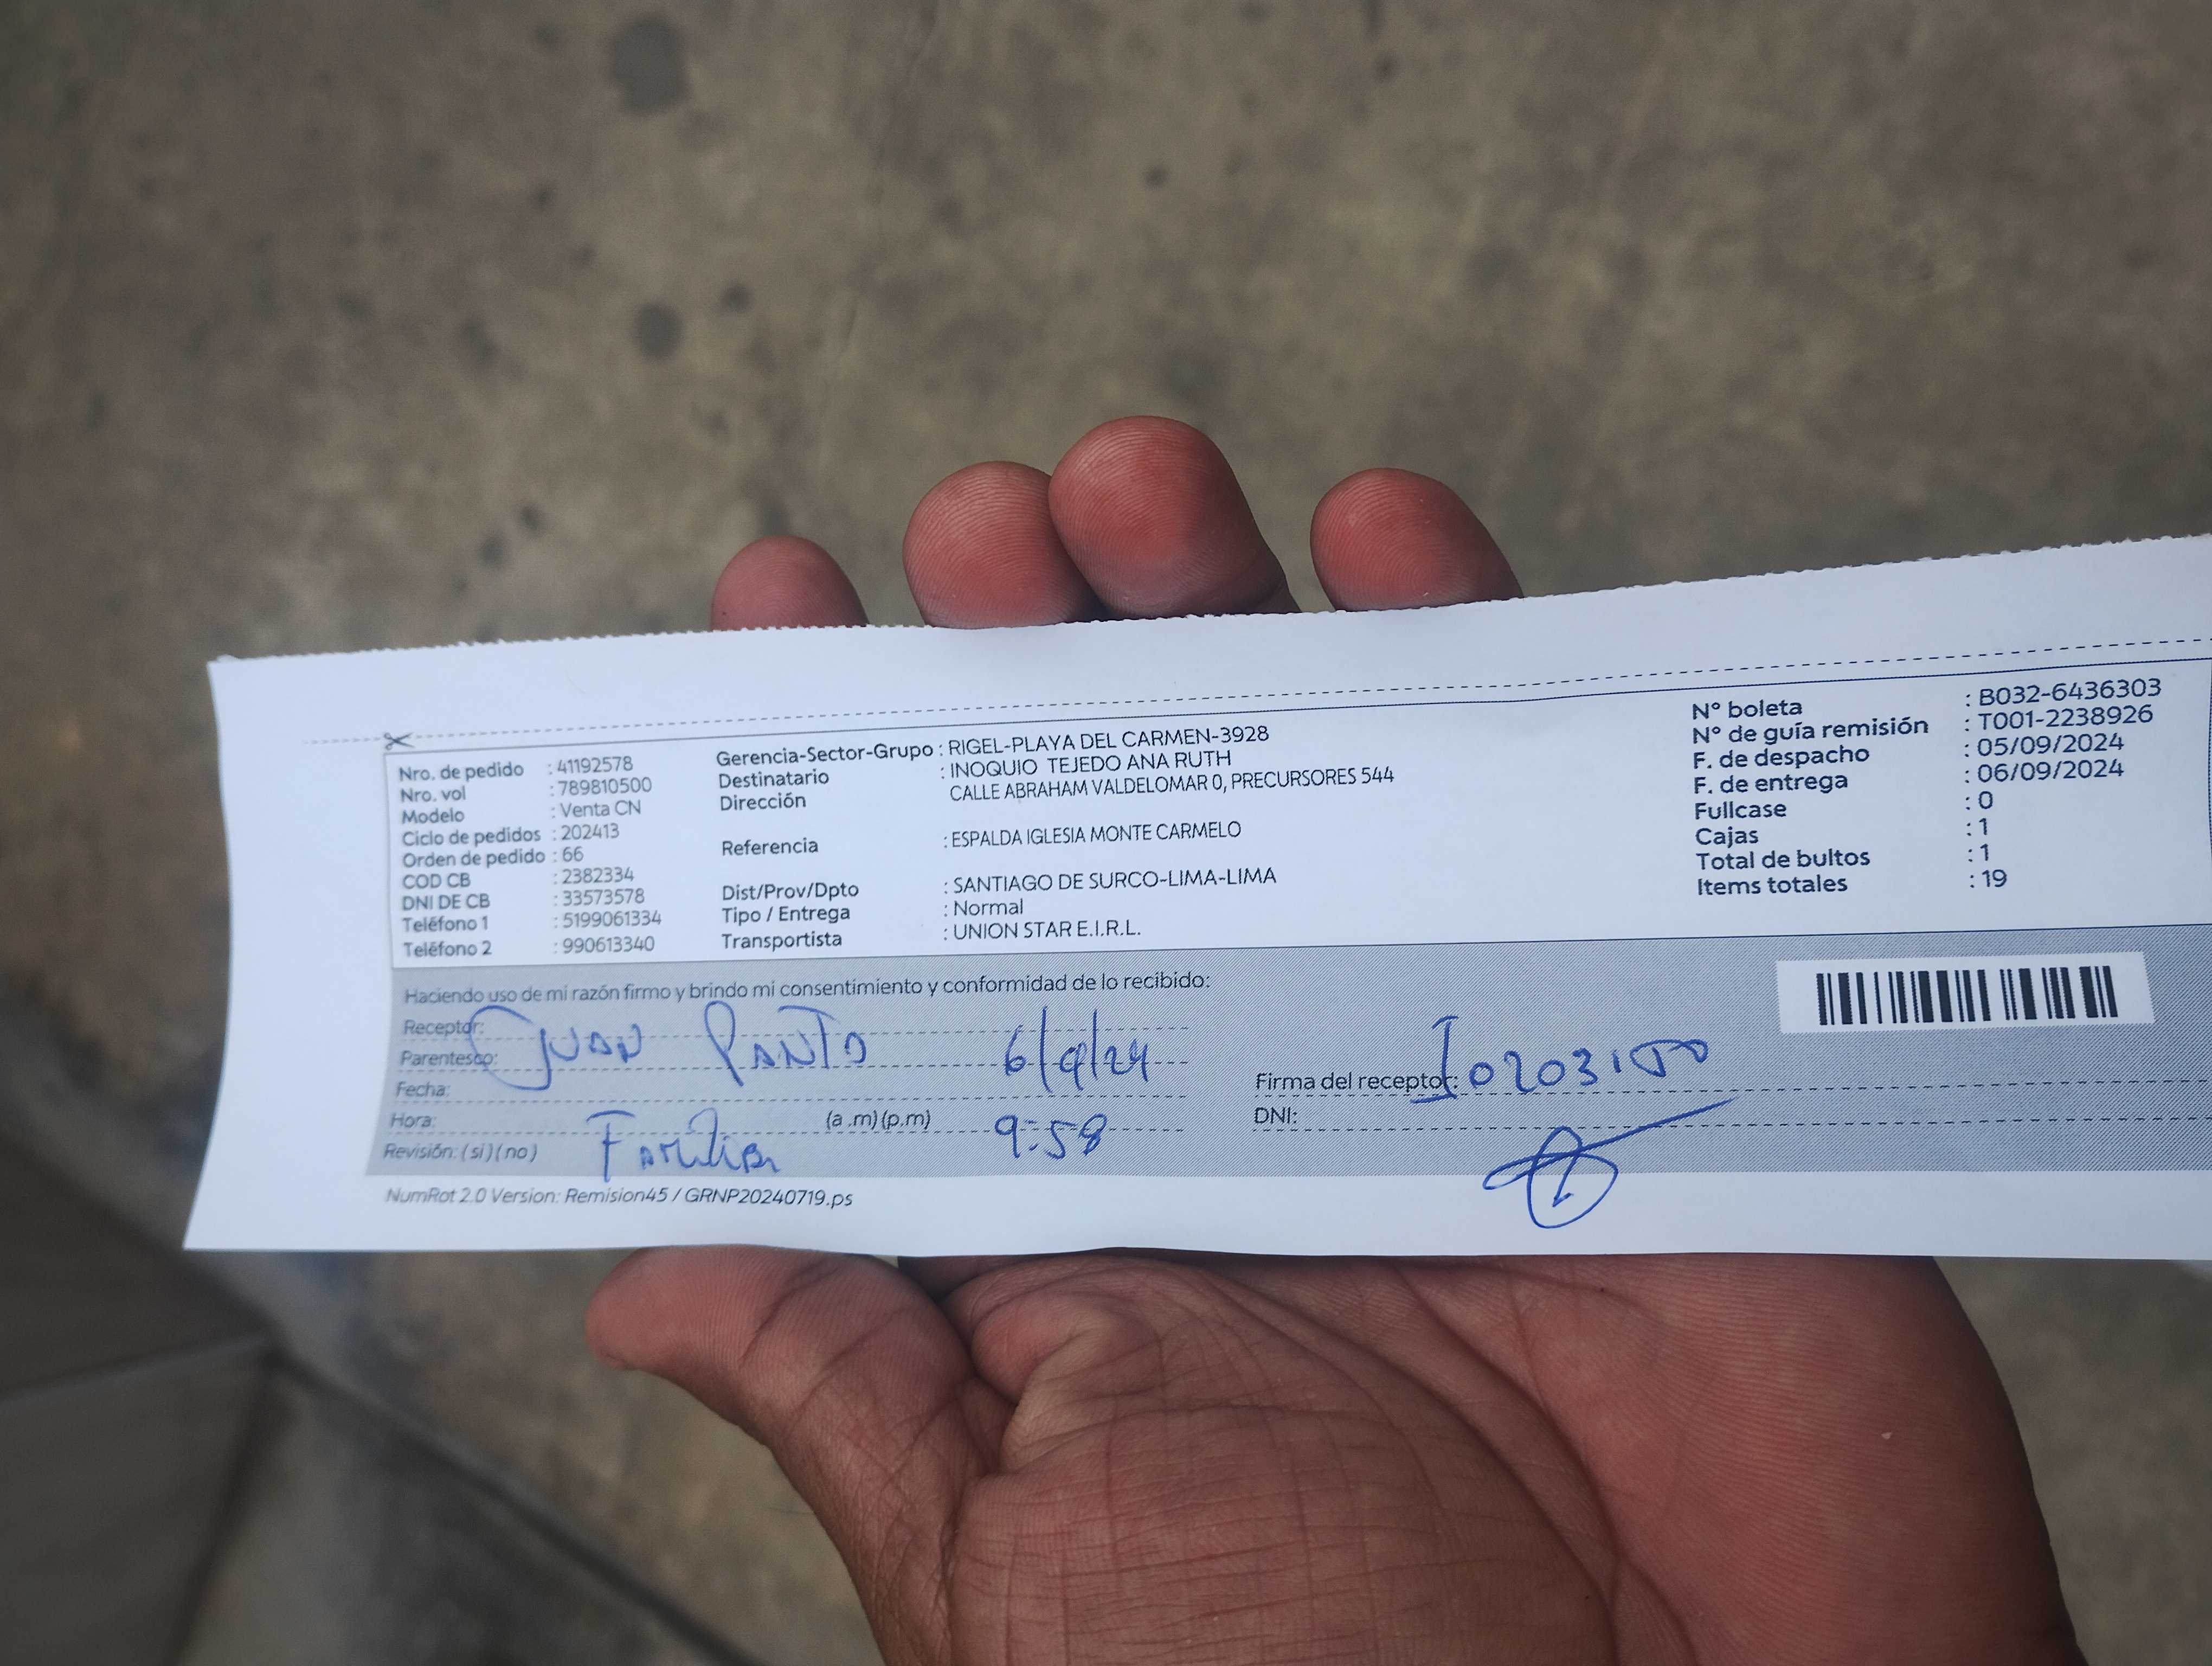 Nro. de pedido : 41192578
Nro. vol : 789810500
Modelo : Venta CN
Ciclo de pedidos : 202413
Orden de pedido : 66
COD CB : 2382334
DNI DE CB : 33573578
Teléfono 1 : 5199061334
Teléfono 2 : 990613340
Gerencia-Sector-Grupo : RIGEL-PLAYA DEL CARMEN-3928
Destinatario : INOQUIO TEJEDO ANA RUTH
Dirección CALLE ABRAHAM VALDELOMAR 0, PRECURSORES 544
Referencia : ESPALDA IGLESIA MONTE CARMELO
Dist/Prov/Dpto : SANTIAGO DE SURCO-LIMA-LIMA
Tipo / Entrega : Normal
Transportista : UNION STAR E.I.R.L.
N° boleta : B032-6436303
N° de guía remisión : T001-2238926
F. de despacho : 05/09/2024
F. de entrega : 06/09/2024
Fullcase : 0
Cajas : 1
Total de bultos : 1
Items totales : 19
Haciendo uso de mi razón firmo y brindo mi consentimiento y conformidad de lo recibido:
Receptor:
Juan Panto 6/9/24
Parentesco:
Fecha:
Hora: (a .m) (p.m) 9:58
Revisión: (si) (no) Familia
Firma del receptor:
DNI:
NumRot 2.0 Version: Remision45 / GRNP20240719.ps